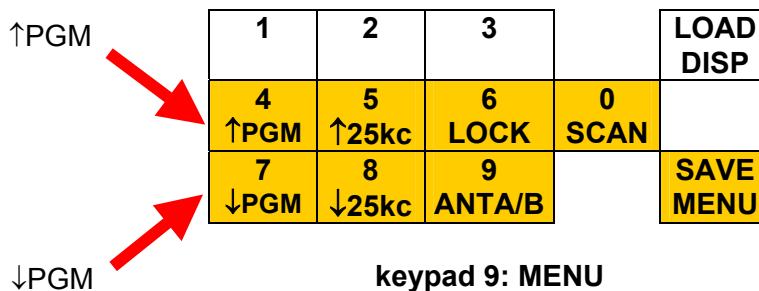 ↑PGM
1 2 3 LOAD
DISP
4 5 6 0
↑PGM ↑25kc LOCK SCAN
7 8 9 SAVE
↓PGM ↓25kc ANTA/B MENU
↓PGM
keypad 9: MENU